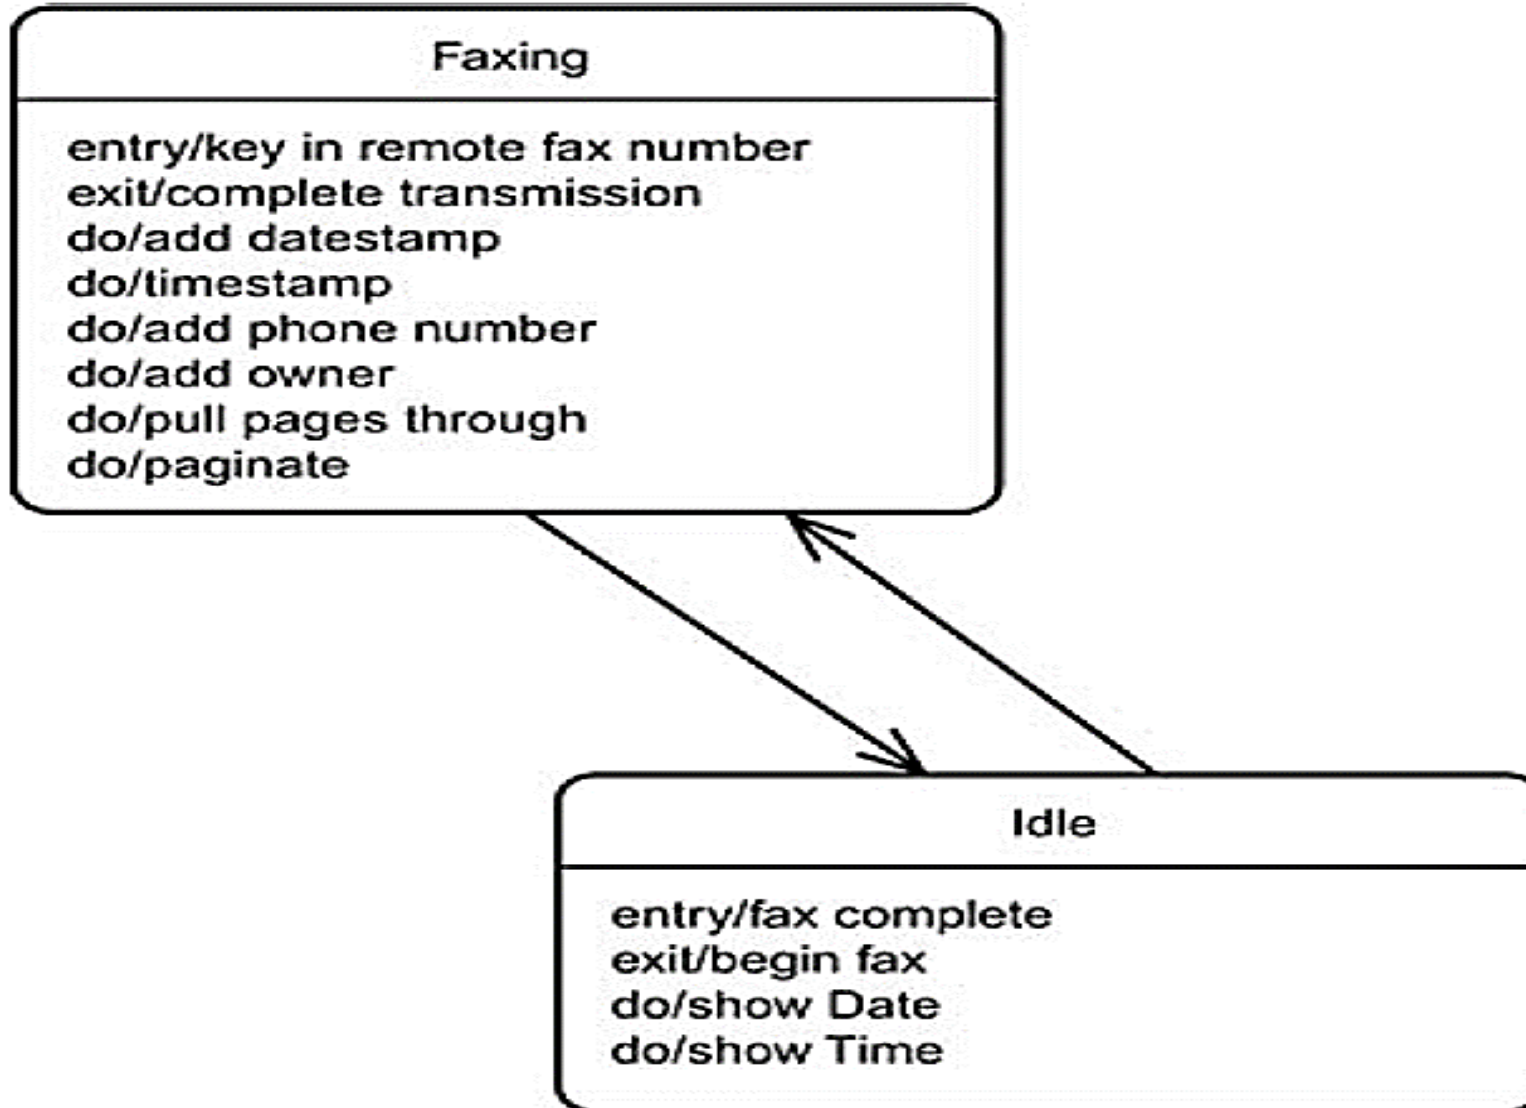 Faxing
entry/key in remote fax number
exit/complete transmission
do/add datestamp
do/timestamp
do/add phone number
do/add owner
do/pull pages through
do/paginate
Idle
entry/fax complete
exit/begin fax
do/show Date
do/show Time